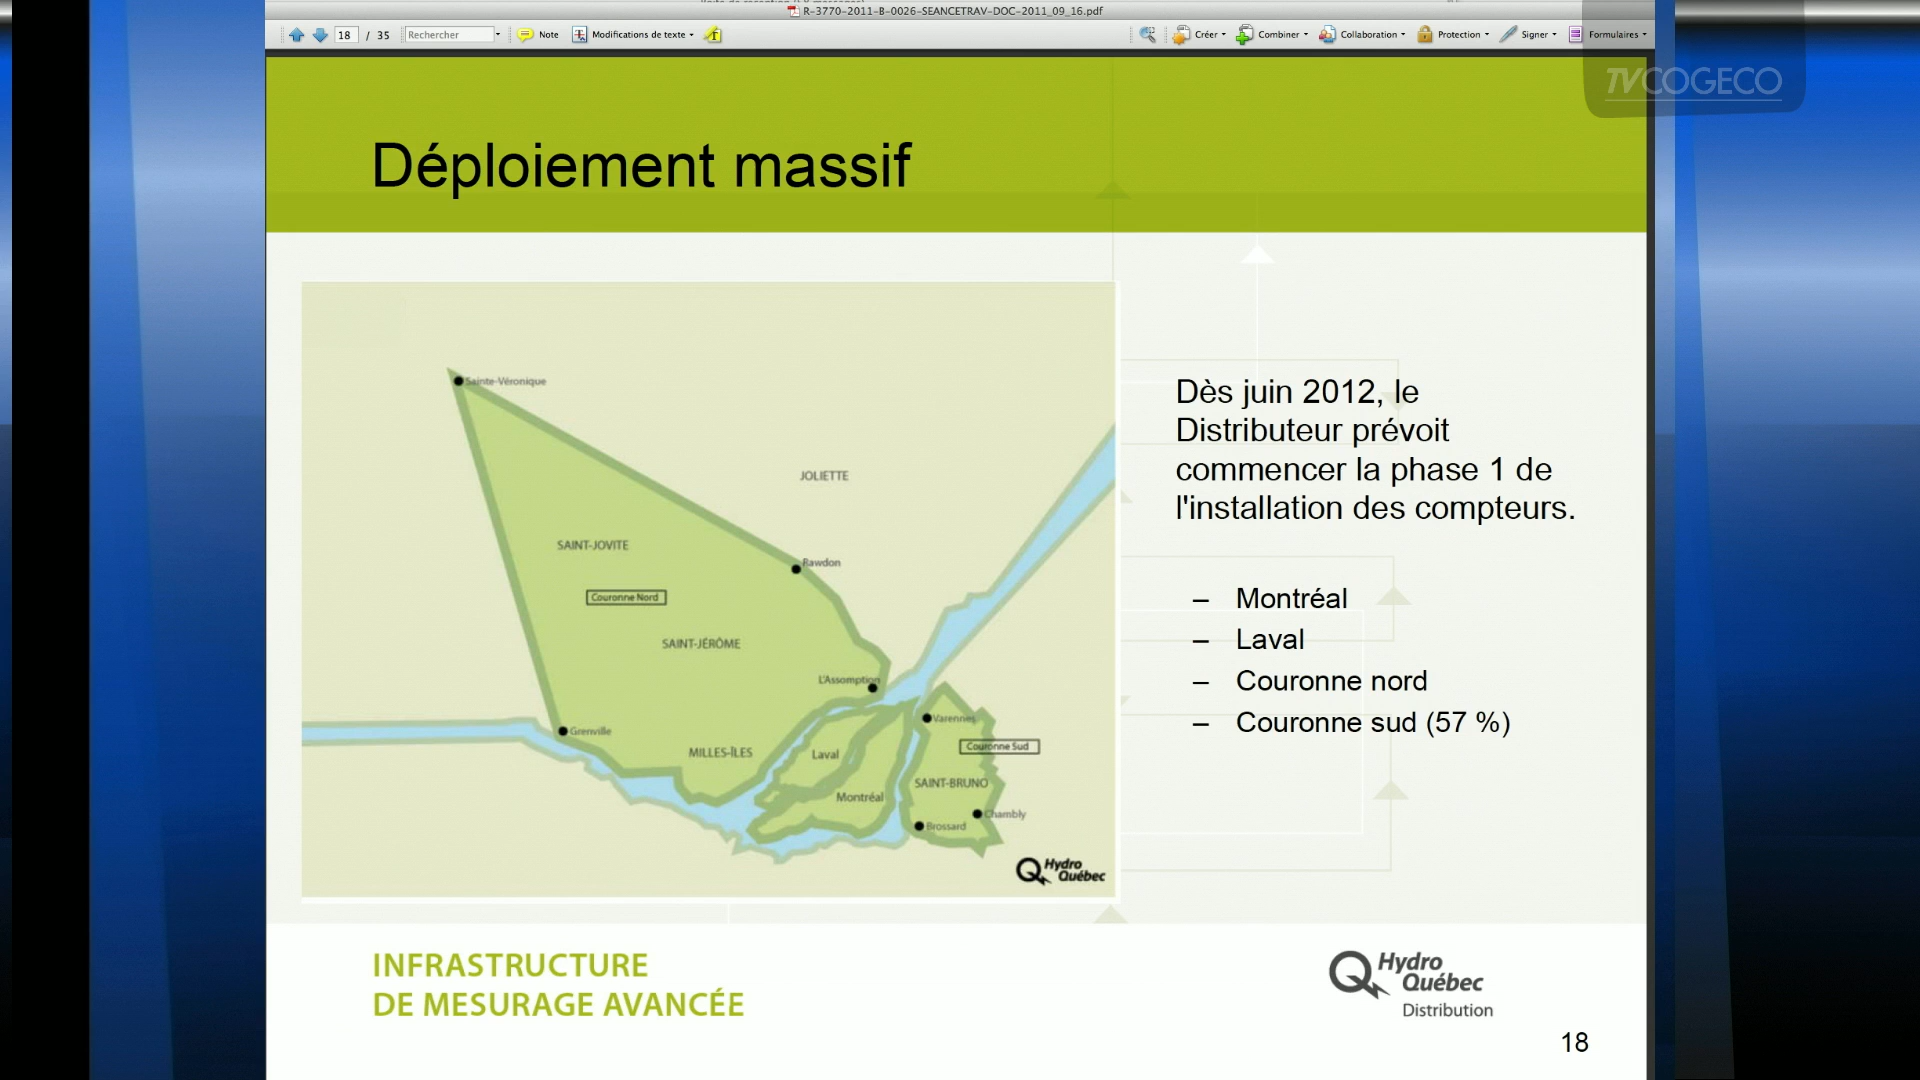 R-3770-2011-B-0026-SEANCETRAV-DOC-2011_09_16.pdf
18 / 35 Rechercher Note Modifications de texte Créer Combiner Collaboration Protection Signer Formulaires
TVCOGECO
Déploiement massif
Sainte-Véronique
JOLIETTE
SAINT-JOVITE
Rawdon
Couronne Nord
SAINT-JÉRÔME
L'Assomption
Varennes
Grenville
Couronne Sud
MILLES-ÎLES
Laval
SAINT-BRUNO
Montréal
Chambly
Brossard
Hydro
Québec
Dès juin 2012, le
Distributeur prévoit
commencer la phase 1 de
l'installation des compteurs.
– Montréal
– Laval
– Couronne nord
– Couronne sud (57 %)
INFRASTRUCTURE
DE MESURAGE AVANCÉE
Hydro
Québec
Distribution
18